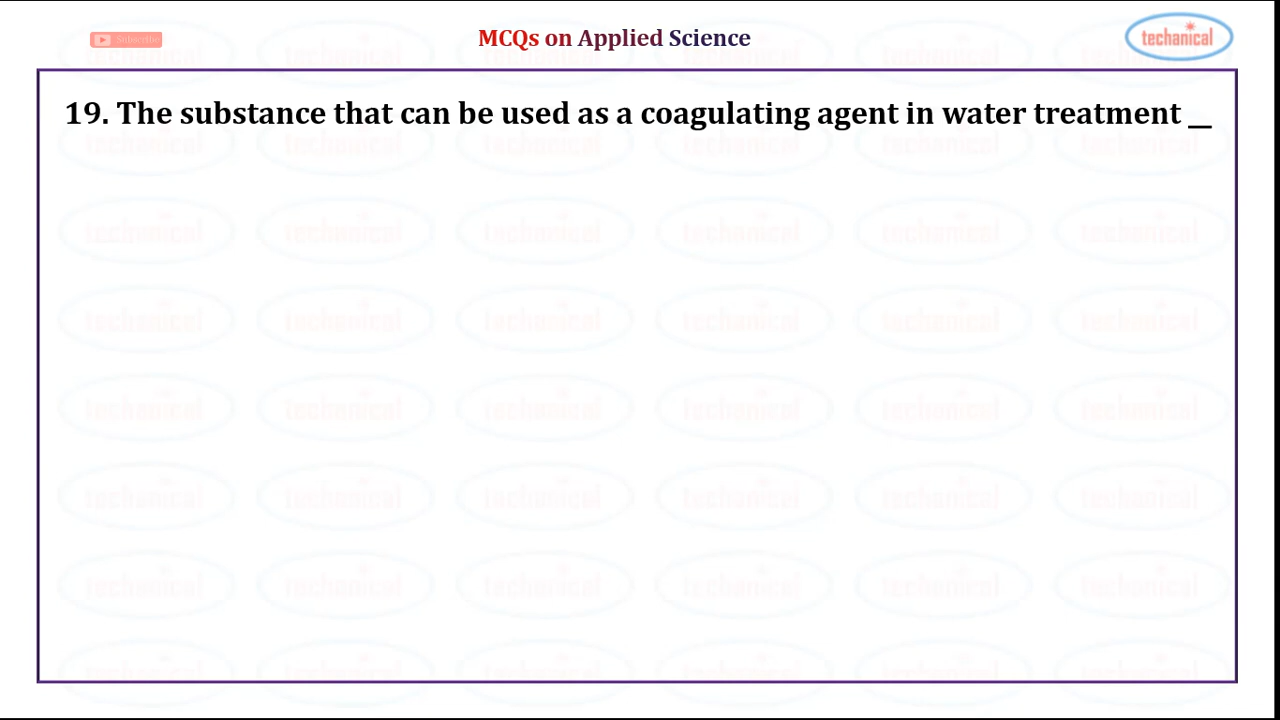 Subscribe
MCQs on Applied Science
techanical
19. The substance that can be used as a coagulating agent in water treatment __